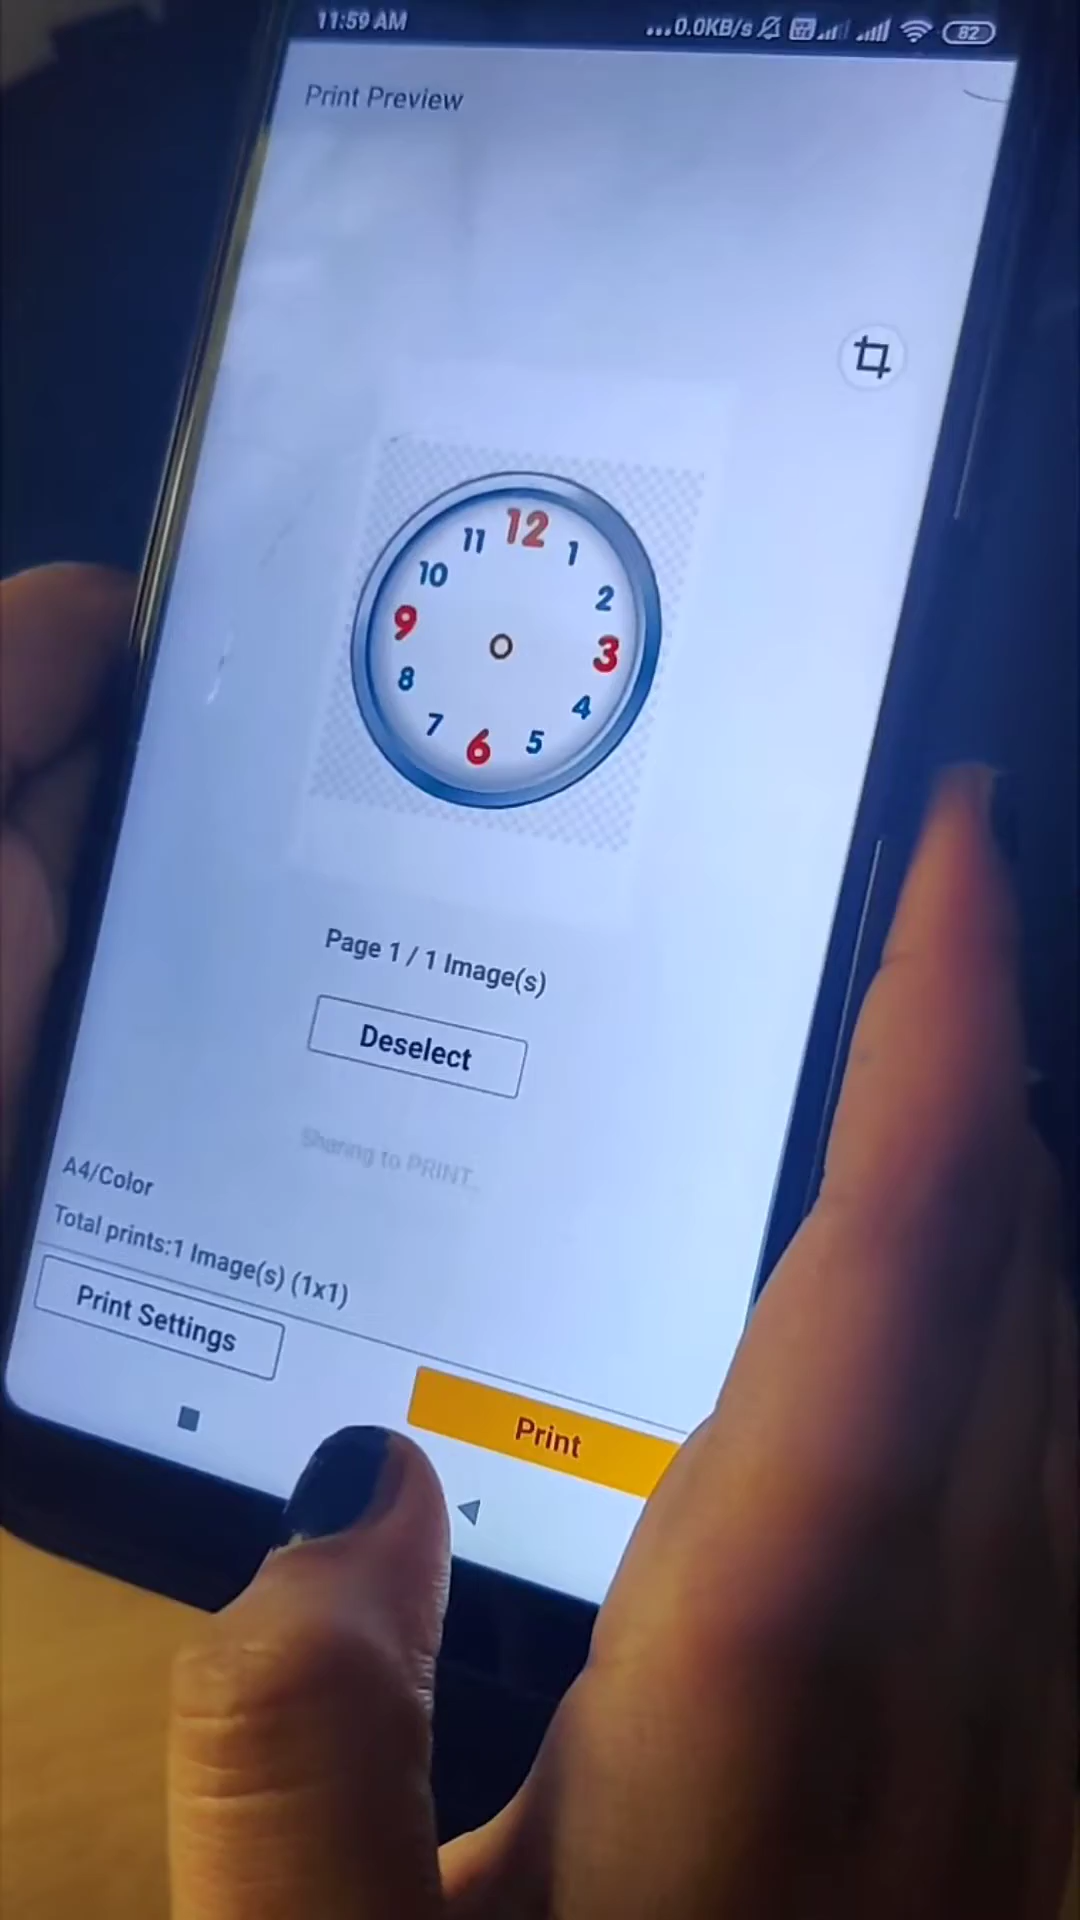 11:59 AM
...0.0KB/s
82
Print Preview
12
11
1
10
2
9
3
8
4
7
5
6
Page 1 / 1 Image(s)
Deselect
Sharing to PRINT..
A4/Color
Total prints:1 Image(s) (1x1)
Print Settings
Print